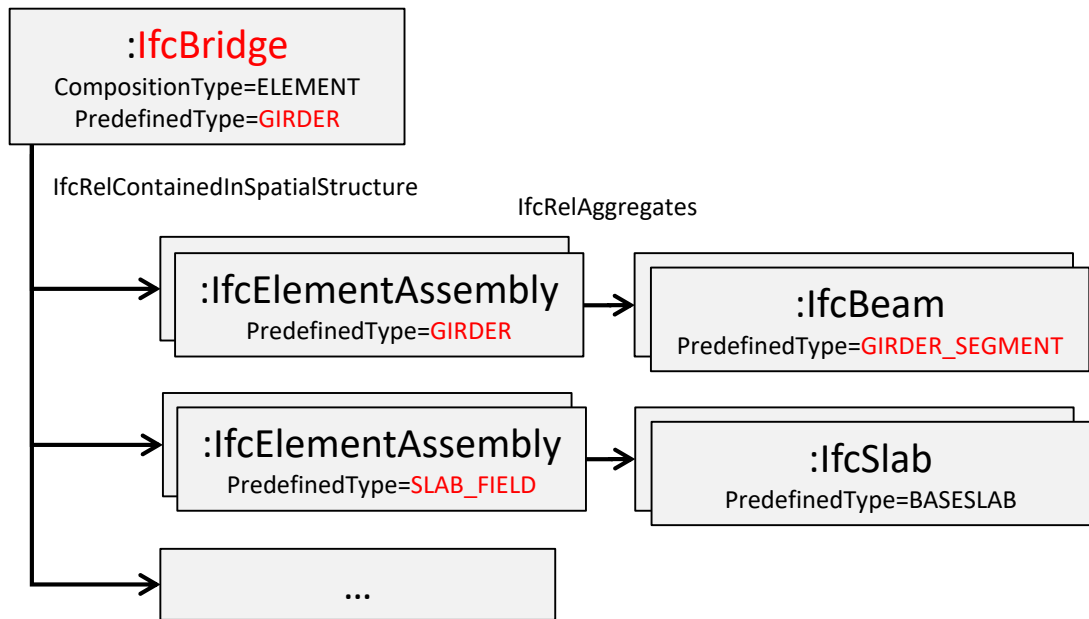 :IfcBridge
CompositionType=ELEMENT
PredefinedType=GIRDER
IfcRelContainedInSpatialStructure
IfcRelAggregates
:IfcElementAssembly
PredefinedType=GIRDER
:IfcBeam
PredefinedType=GIRDER_SEGMENT
:IfcElementAssembly
PredefinedType=SLAB_FIELD
:IfcSlab
PredefinedType=BASESLAB
...